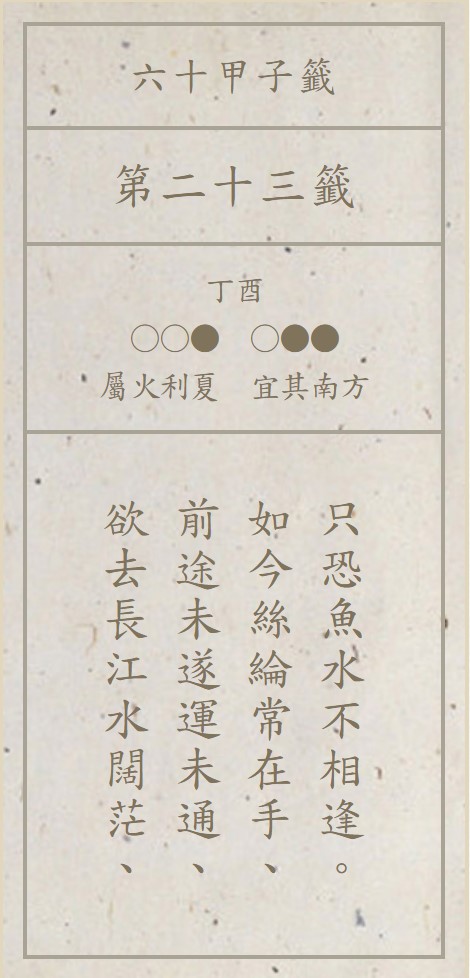 六十甲子籤
第二十三籤
丁酉
○○● ○●●
屬火利夏 宜其南方
欲去長江水闊茫、
前途未遂運未通、
如今絲綸常在手、
只恐魚水不相逢。